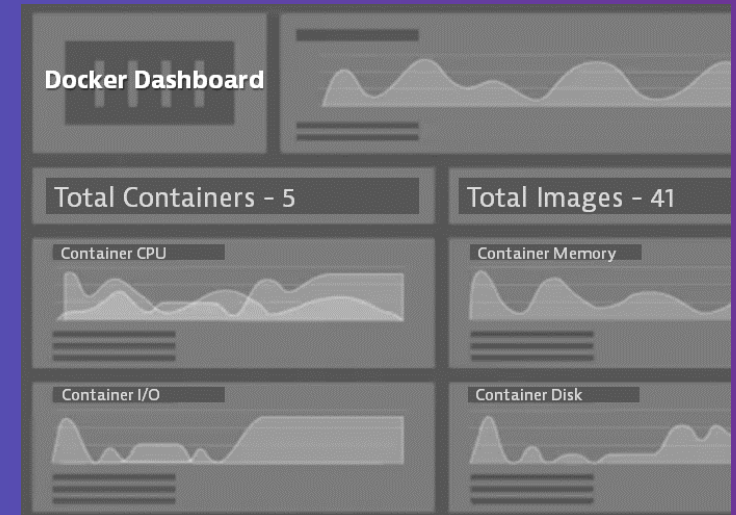 Docker Dashboard
Total Containers - 5
Total Images - 41
Container CPU
Container Memory
Container I/O
Container Disk